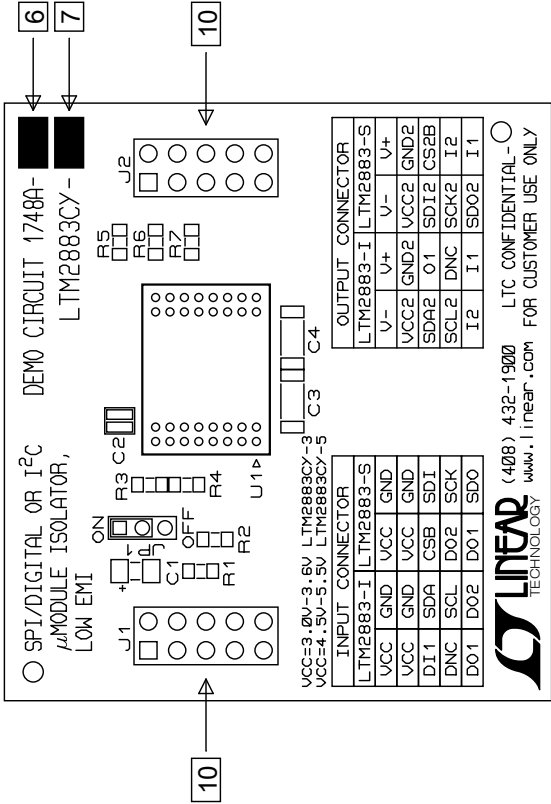 6
7
10
10
SPI/DIGITAL OR I²C
µMODULE ISOLATOR,
LOW EMI
DEMO CIRCUIT 1748A-
LTM2883CY-
J1
+
C1
JP1
ON
OFF
R1
R2
R3
R4
C2
U1
C3
C4
R5
R6
R7
J2
VCC=3.0V-3.6V LTM2883CY-3
VCC=4.5V-5.5V LTM2883CY-5
INPUT CONNECTOR
LTM2883-I LTM2883-S
VCC GND VCC GND
VCC GND VCC GND
DI1 SDA CSB SDI
DNC SCL DO2 SCK
DO1 DO2 DO1 SDO
OUTPUT CONNECTOR
LTM2883-I LTM2883-S
V- V+ V- V+
VCC2 GND2 VCC2 GND2
SDA2 O1 SDI2 CS2B
SCL2 DNC SCK2 I2
I2 I1 SDO2 I1
LINEAR
TECHNOLOGY
(408) 432-1900
www.linear.com
LTC CONFIDENTIAL-
FOR CUSTOMER USE ONLY